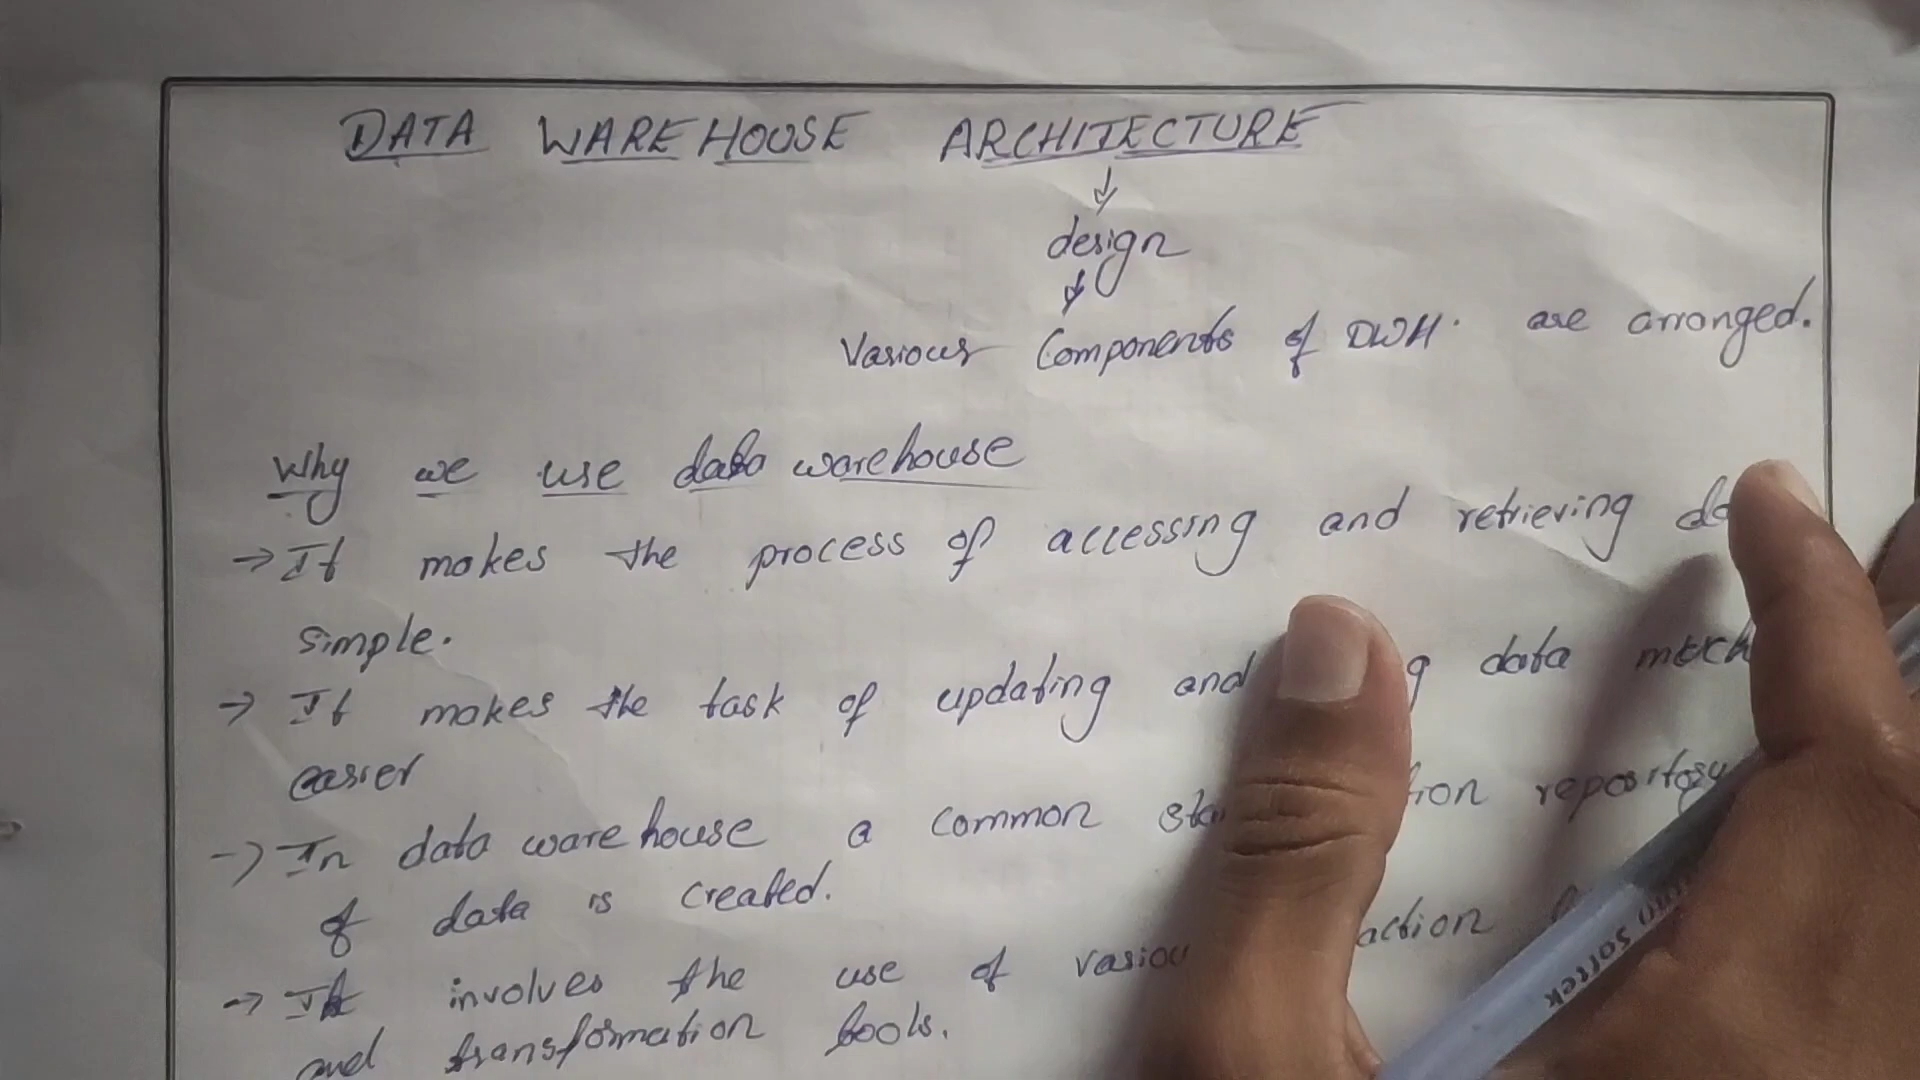 DATA WAREHOUSE ARCHITECTURE
↓
design
↓
Various Components of DWH. are arranged.
Why we use data warehouse
→ It makes the process of accessing and retrieving
simple.
→ It makes the task of updating and data much
easier
→ In data warehouse a common repository
of data is created.
→ It involves the use of
and transformation tools.